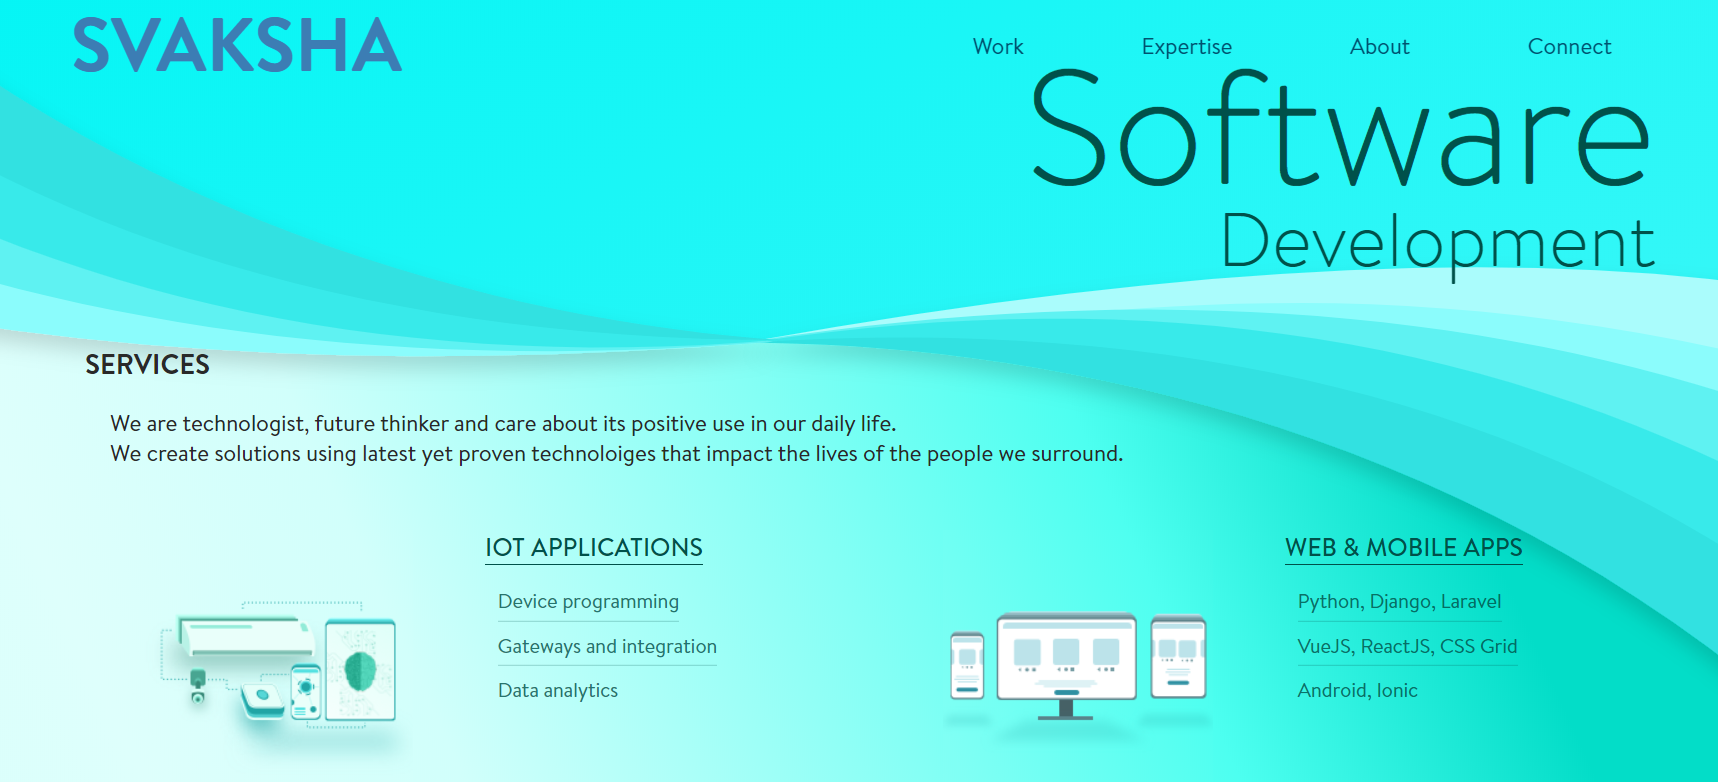 SVAKSHA
Work
Expertise
About
Connect
Software
Development
SERVICES
We are technologist, future thinker and care about its positive use in our daily life.
We create solutions using latest yet proven technoloiges that impact the lives of the people we surround.
IOT APPLICATIONS
Device programming
Gateways and integration
Data analytics
WEB & MOBILE APPS
Python, Django, Laravel
VueJS, ReactJS, CSS Grid
Android, Ionic